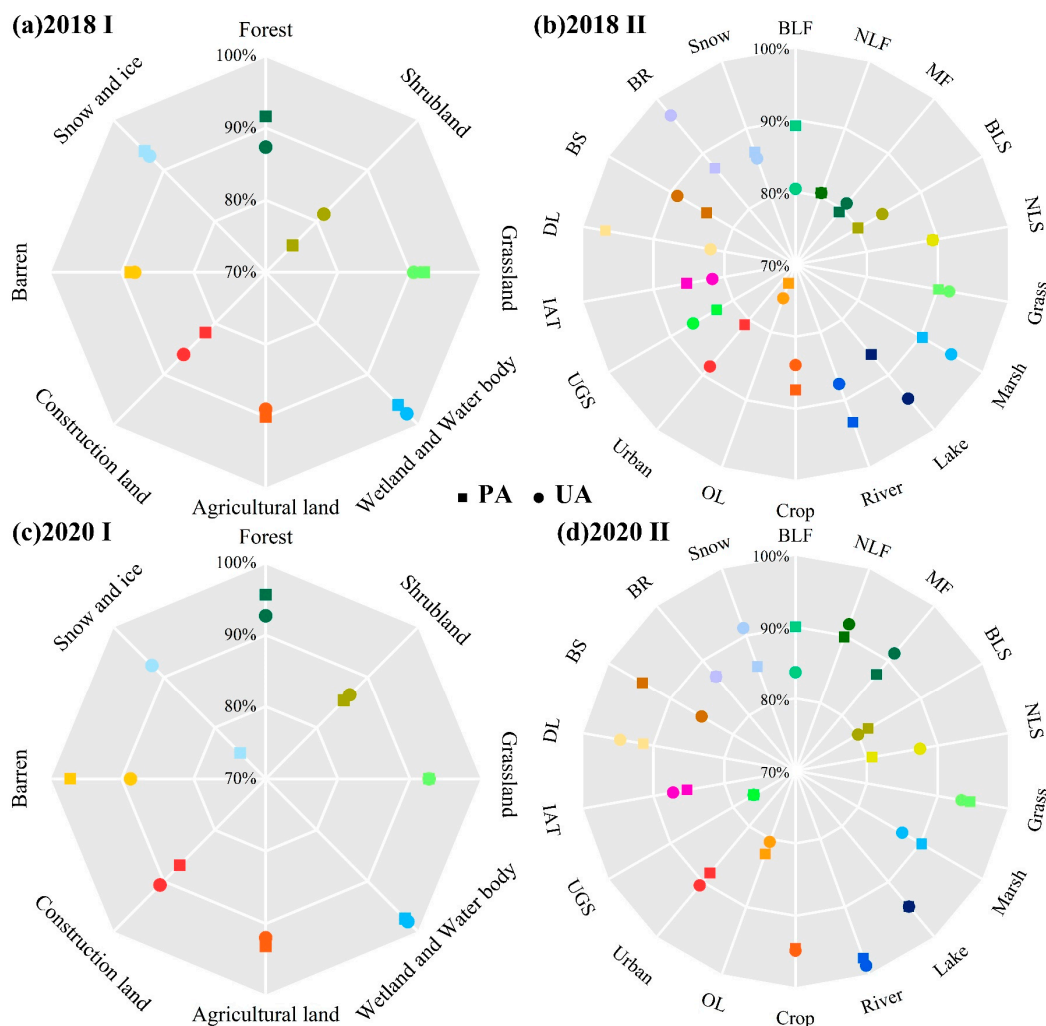 (a)2018 I
Forest
Shrubland
Grassland
Wetland and Water body
Agricultural land
Construction land
Barren
Snow and ice
100%
90%
80%
70%
(b)2018 II
BLF
NLF
MF
BLS
NLS
Grass
Marsh
Lake
River
Crop
OL
Urban
UGS
TAI
DL
BS
BR
Snow
100%
90%
80%
70%
PA
UA
(c)2020 I
Forest
Shrubland
Grassland
Wetland and Water body
Agricultural land
Construction land
Barren
Snow and ice
100%
90%
80%
70%
(d)2020 II
BLF
NLF
MF
BLS
NLS
Grass
Marsh
Lake
River
Crop
OL
Urban
UGS
TAI
DL
BS
BR
Snow
100%
90%
80%
70%